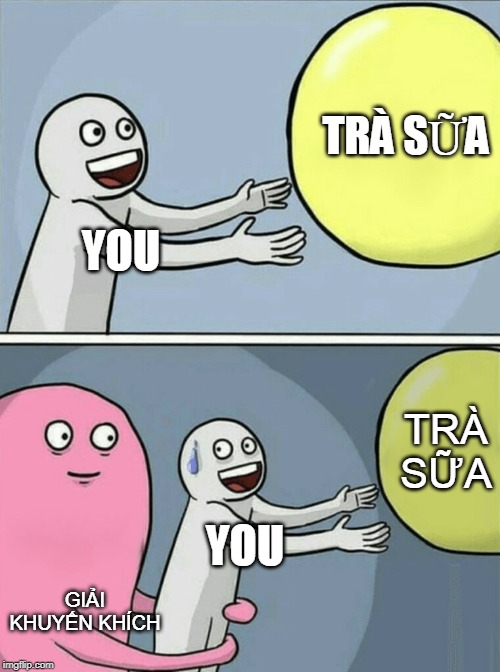 TRÀ SỮA
YOU
TRÀ
SỮA
YOU
GIẢI
KHUYẾN KHÍCH
imgflip.com